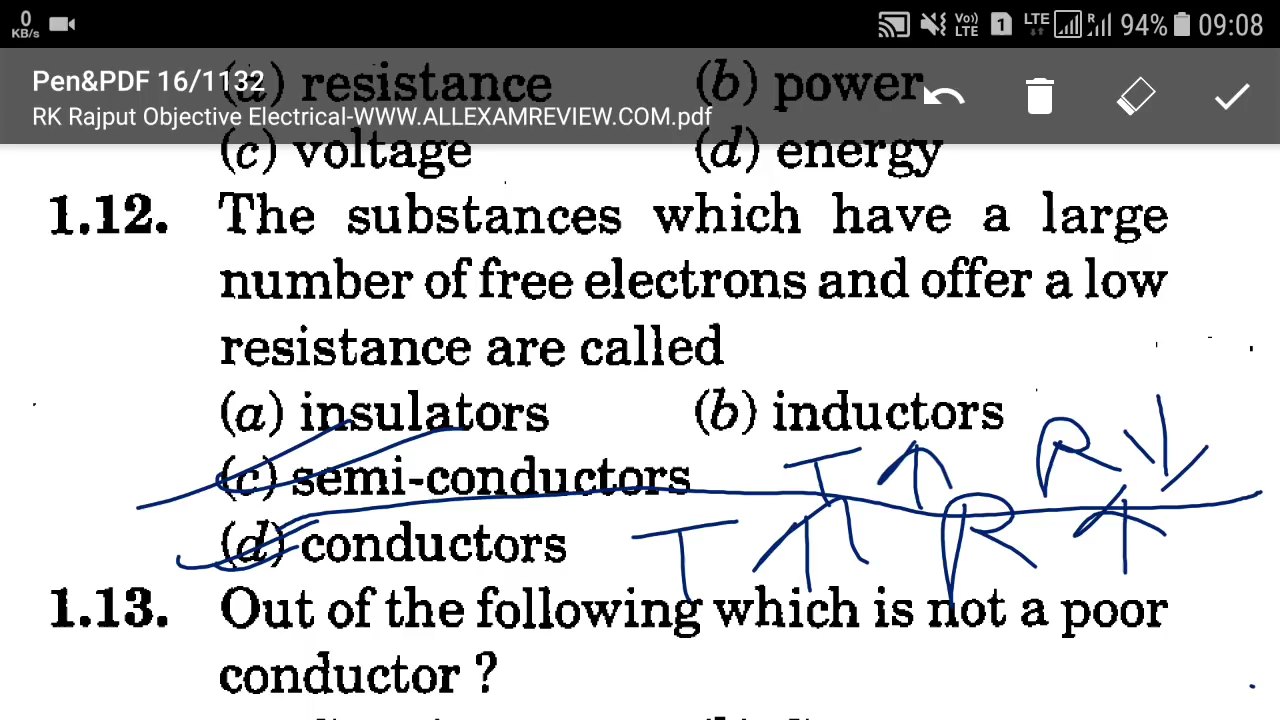 0 KB/s Vo) LTE 1 LTE R 94% 09:08
Pen&PDF 16/1132
RK Rajput Objective Electrical-WWW.ALLEXAMREVIEW.COM.pdf
(a) resistance (b) power
(c) voltage (d) energy
1.12. The substances which have a large
number of free electrons and offer a low
resistance are called
(a) insulators (b) inductors
(c) semi-conductors T ↑ R ↓
(d) conductors T ↑ R ↑
1.13. Out of the following which is not a poor
conductor ?